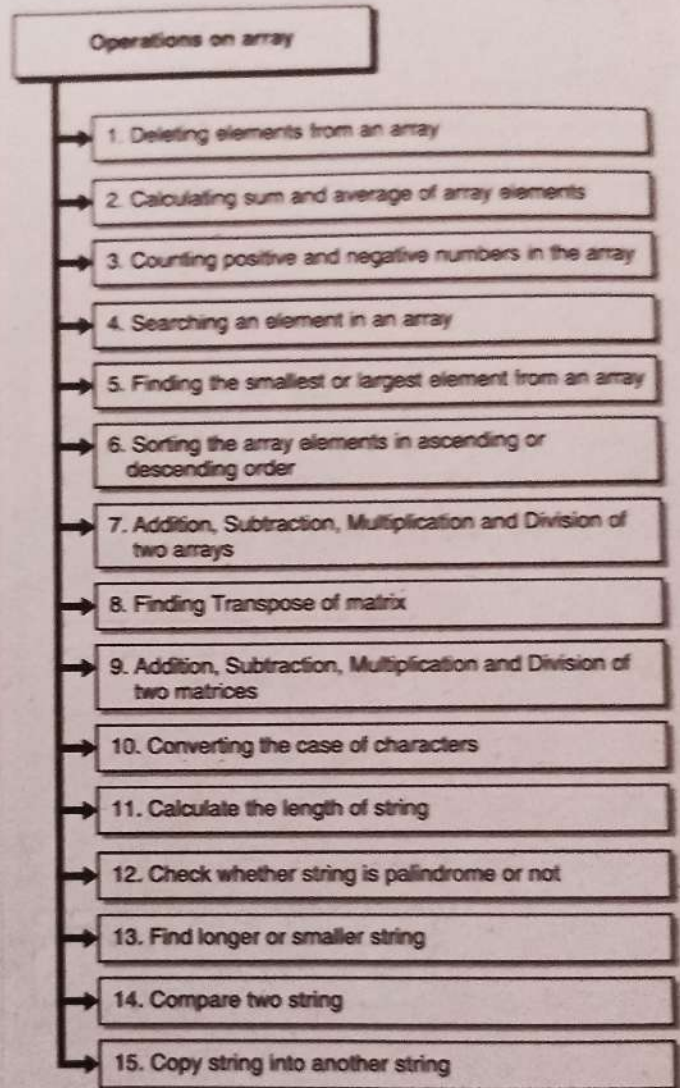 Operations on array
1. Deleting elements from an array
2. Calculating sum and average of array elements
3. Counting positive and negative numbers in the array
4. Searching an element in an array
5. Finding the smallest or largest element from an array
6. Sorting the array elements in ascending or
descending order
7. Addition, Subtraction, Multiplication and Division of
two arrays
8. Finding Transpose of matrix
9. Addition, Subtraction, Multiplication and Division of
two matrices
10. Converting the case of characters
11. Calculate the length of string
12. Check whether string is palindrome or not
13. Find longer or smaller string
14. Compare two string
15. Copy string into another string